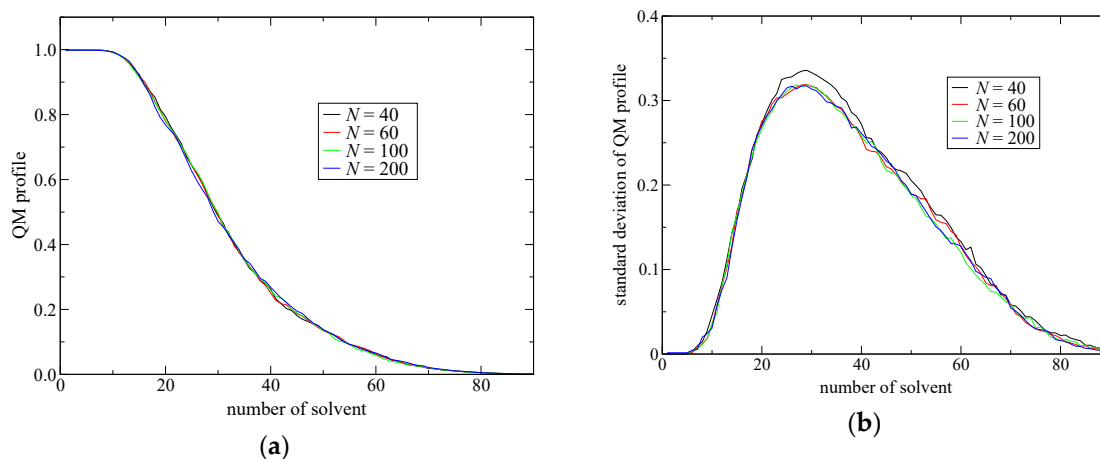 1.0
0.8
0.6
0.4
0.2
0.0
QM profile
N = 40
N = 60
N = 100
N = 200
0
20
40
60
80
number of solvent
(a)
0.4
0.3
0.2
0.1
0
standard deviation of QM profile
N = 40
N = 60
N = 100
N = 200
0
20
40
60
80
number of solvent
(b)